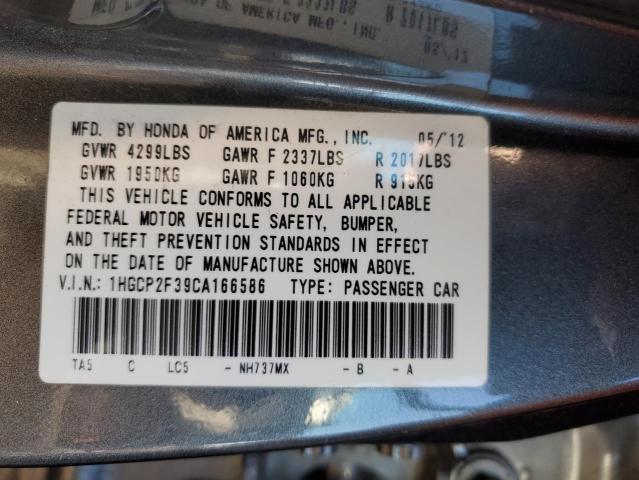 MFD. BY HONDA OF AMERICA MFG., INC. 05/'12
GVWR 4299LBS GAWR F 2337LBS R 2017LBS
GVWR 1950KG GAWR F 1060KG R 915KG
THIS VEHICLE CONFORMS TO ALL APPLICABLE
FEDERAL MOTOR VEHICLE SAFETY, BUMPER,
AND THEFT PREVENTION STANDARDS IN EFFECT
ON THE DATE OF MANUFACTURE SHOWN ABOVE.
V.I.N.: 1HGCP2F39CA166586 TYPE: PASSENGER CAR
TA5 C LC5 - NH737MX - B - A